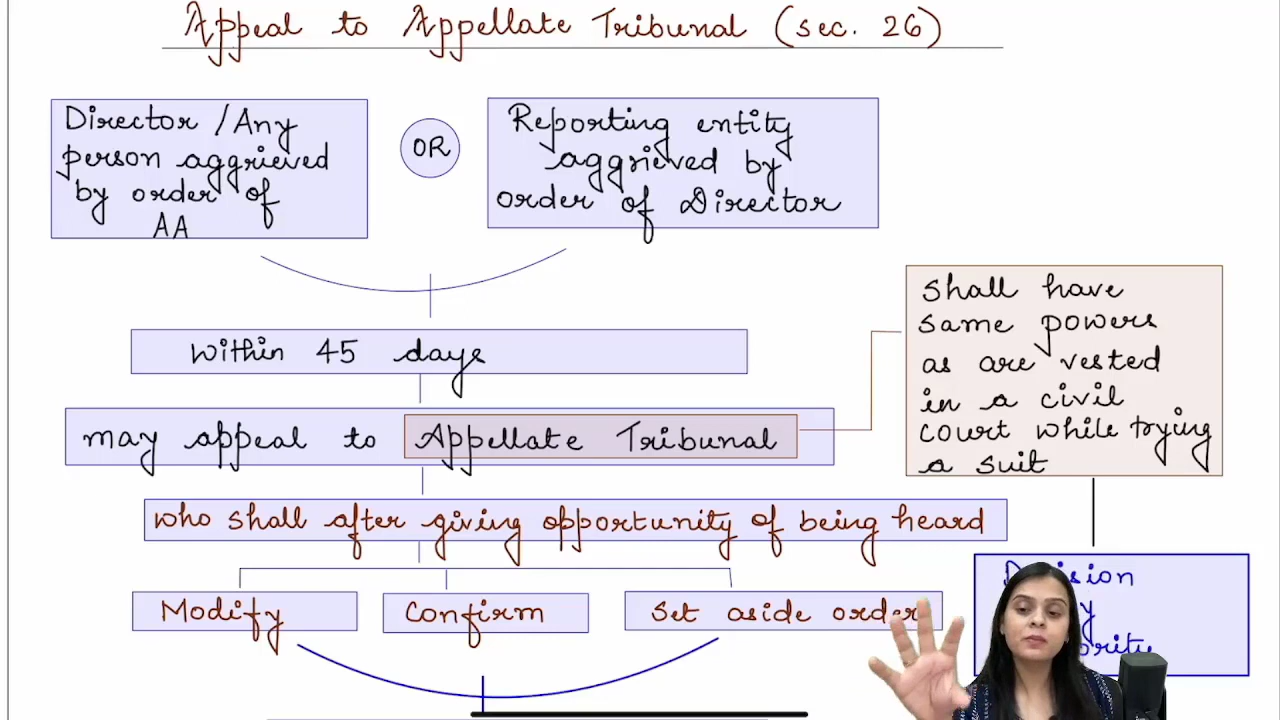 Appeal to Appellate Tribunal (sec. 26)
Director / Any
person aggrieved
by order of
AA
OR
Reporting entity
aggrieved by
order of Director
within 45 days
may appeal to Appellate Tribunal
shall have
same powers
as are vested
in a civil
court while trying
a suit
who shall after giving opportunity of being heard
Modify
Confirm
Set aside order